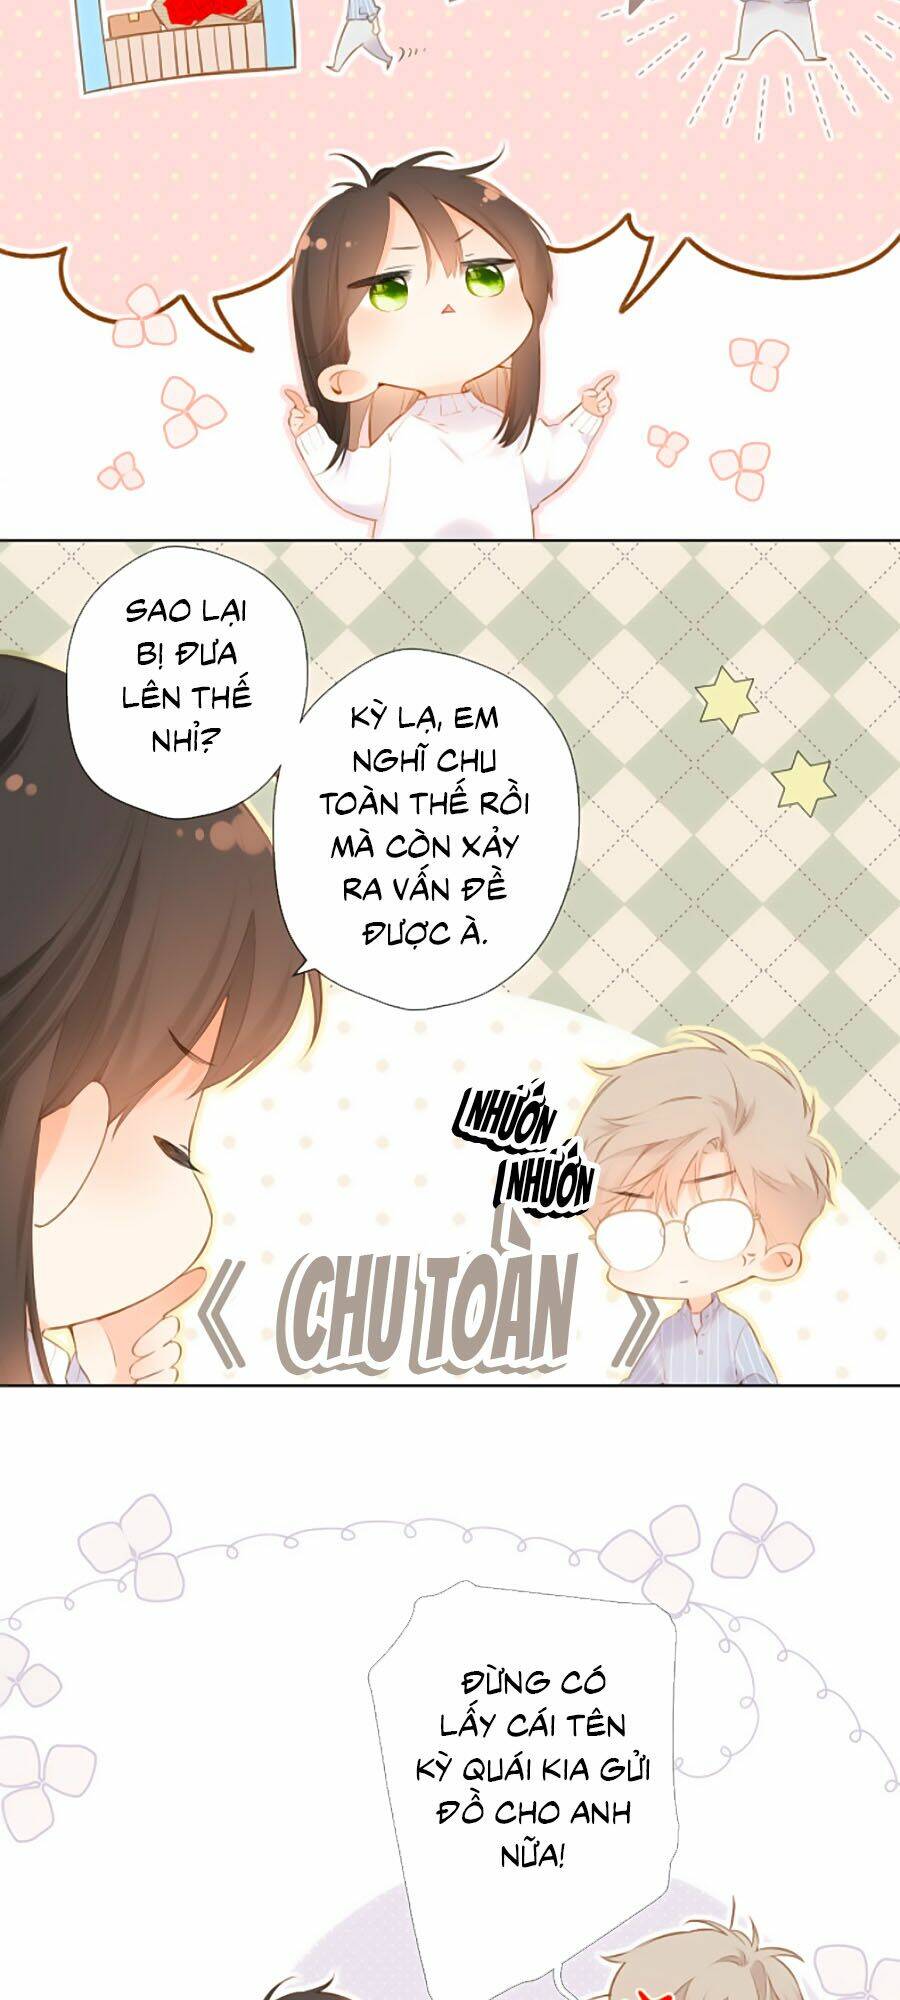 SAO LẠI
BỊ ĐƯA
LÊN THẾ
NHỈ?
KỲ LẠ, EM
NGHĨ CHU
TOÀN THẾ RỒI
MÀ CÒN XẢY
RA VẤN ĐỀ
ĐƯỢC À.
NHƯỚN
NHƯỚN
《 CHU TOÀN 》
ĐỪNG CÓ
LẤY CÁI TÊN
KỲ QUÁI KIA GỬI
ĐỒ CHO ANH
NỮA!